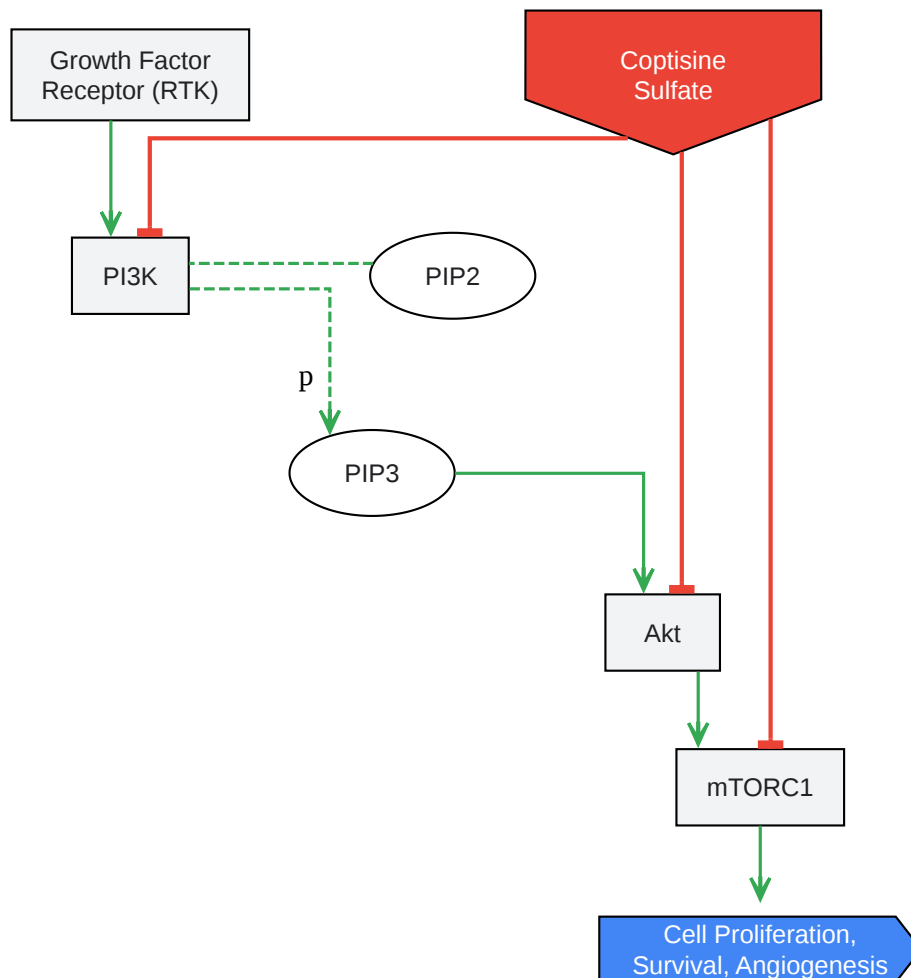 Growth Factor
Receptor (RTK)
Coptisine
Sulfate
PI3K
PIP2
p
PIP3
Akt
mTORC1
Cell Proliferation,
Survival, Angiogenesis